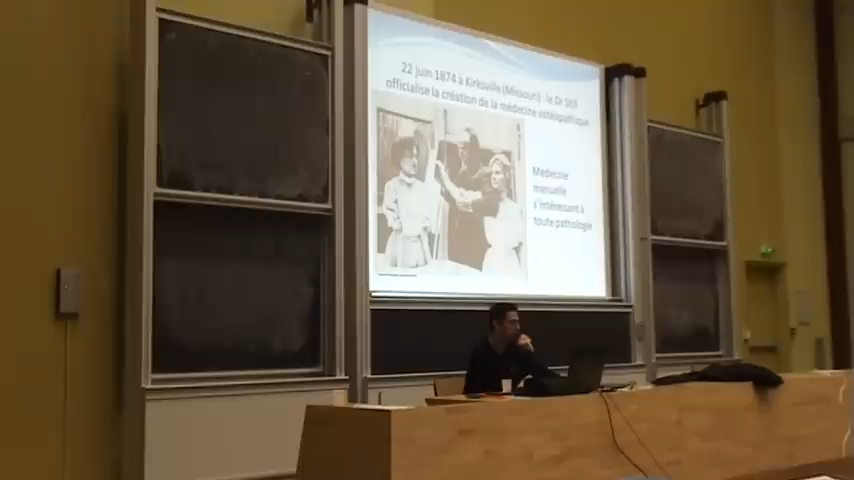 22 juin 1874 à Kirksville (Missouri) : le Dr Still
officialise la création de la médecine ostéopathique
Médecine
manuelle
s'intéressant à
toute pathologie